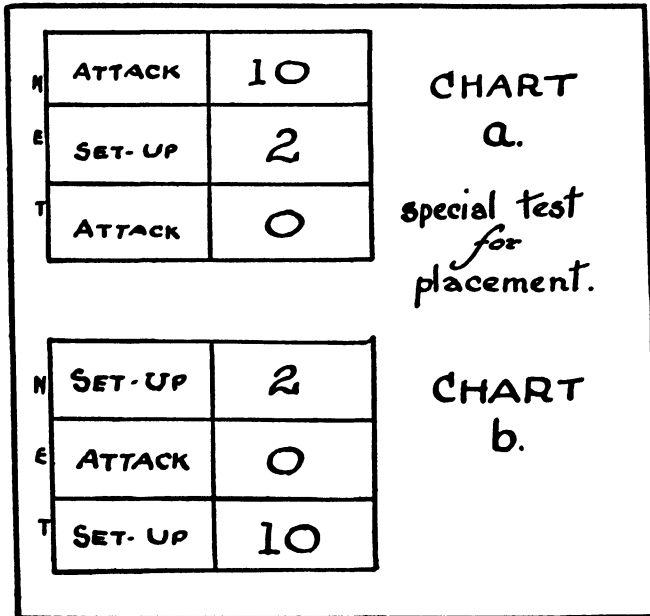 N ATTACK 10
E SET-UP 2
T ATTACK 0
CHART
a.
special test
for
placement.
N SET-UP 2
E ATTACK 0
T SET-UP 10
CHART
b.